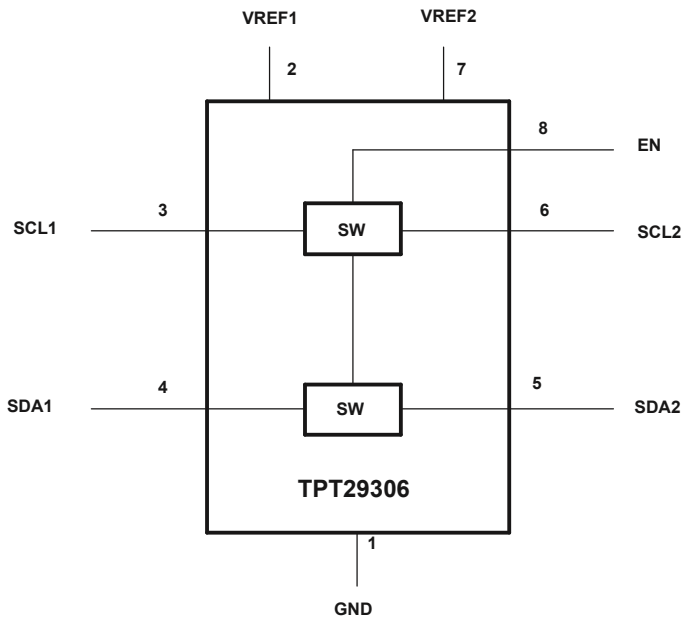 VREF1 VREF2
2 7
8 EN
3 6
SCL1 SW SCL2
4 5
SDA1 SW SDA2
TPT29306
1
GND